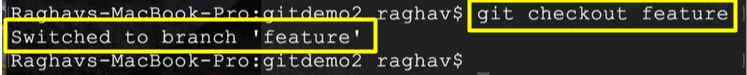 Raghavs-MacBook-Pro:gitdemo2 raghav$ git checkout feature
Switched to branch 'feature'
Raghavs-MacBook-Pro:gitdemo2 raghav$